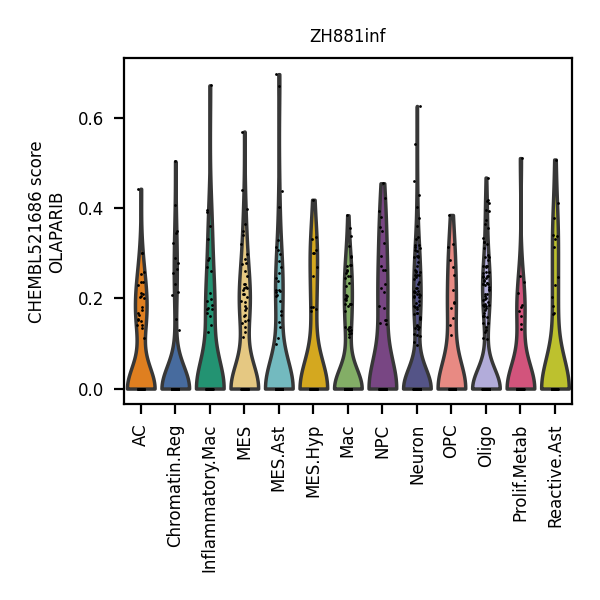 ZH881inf
CHEMBL521686 score
OLAPARIB
0.6
0.4
0.2
0.0
AC
Chromatin.Reg
Inflammatory.Mac
MES
MES.Ast
MES.Hyp
Mac
NPC
Neuron
OPC
Oligo
Prolif.Metab
Reactive.Ast